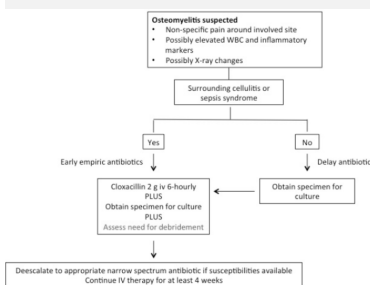 Osteomyelitis suspected
• Non-specific pain around involved site
• Possibly elevated WBC and inflammatory
markers
• Possibly X-ray changes
Surrounding cellulitis or
sepsis syndrome
Yes
No
Early empiric antibiotics
Delay antibiotic
Cloxacillin 2 g iv 6-hourly
PLUS
Obtain specimen for culture
PLUS
Assess need for debridement
Obtain specimen for
culture
Deescalate to appropriate narrow spectrum antibiotic if susceptibilities available
Continue IV therapy for at least 4 weeks